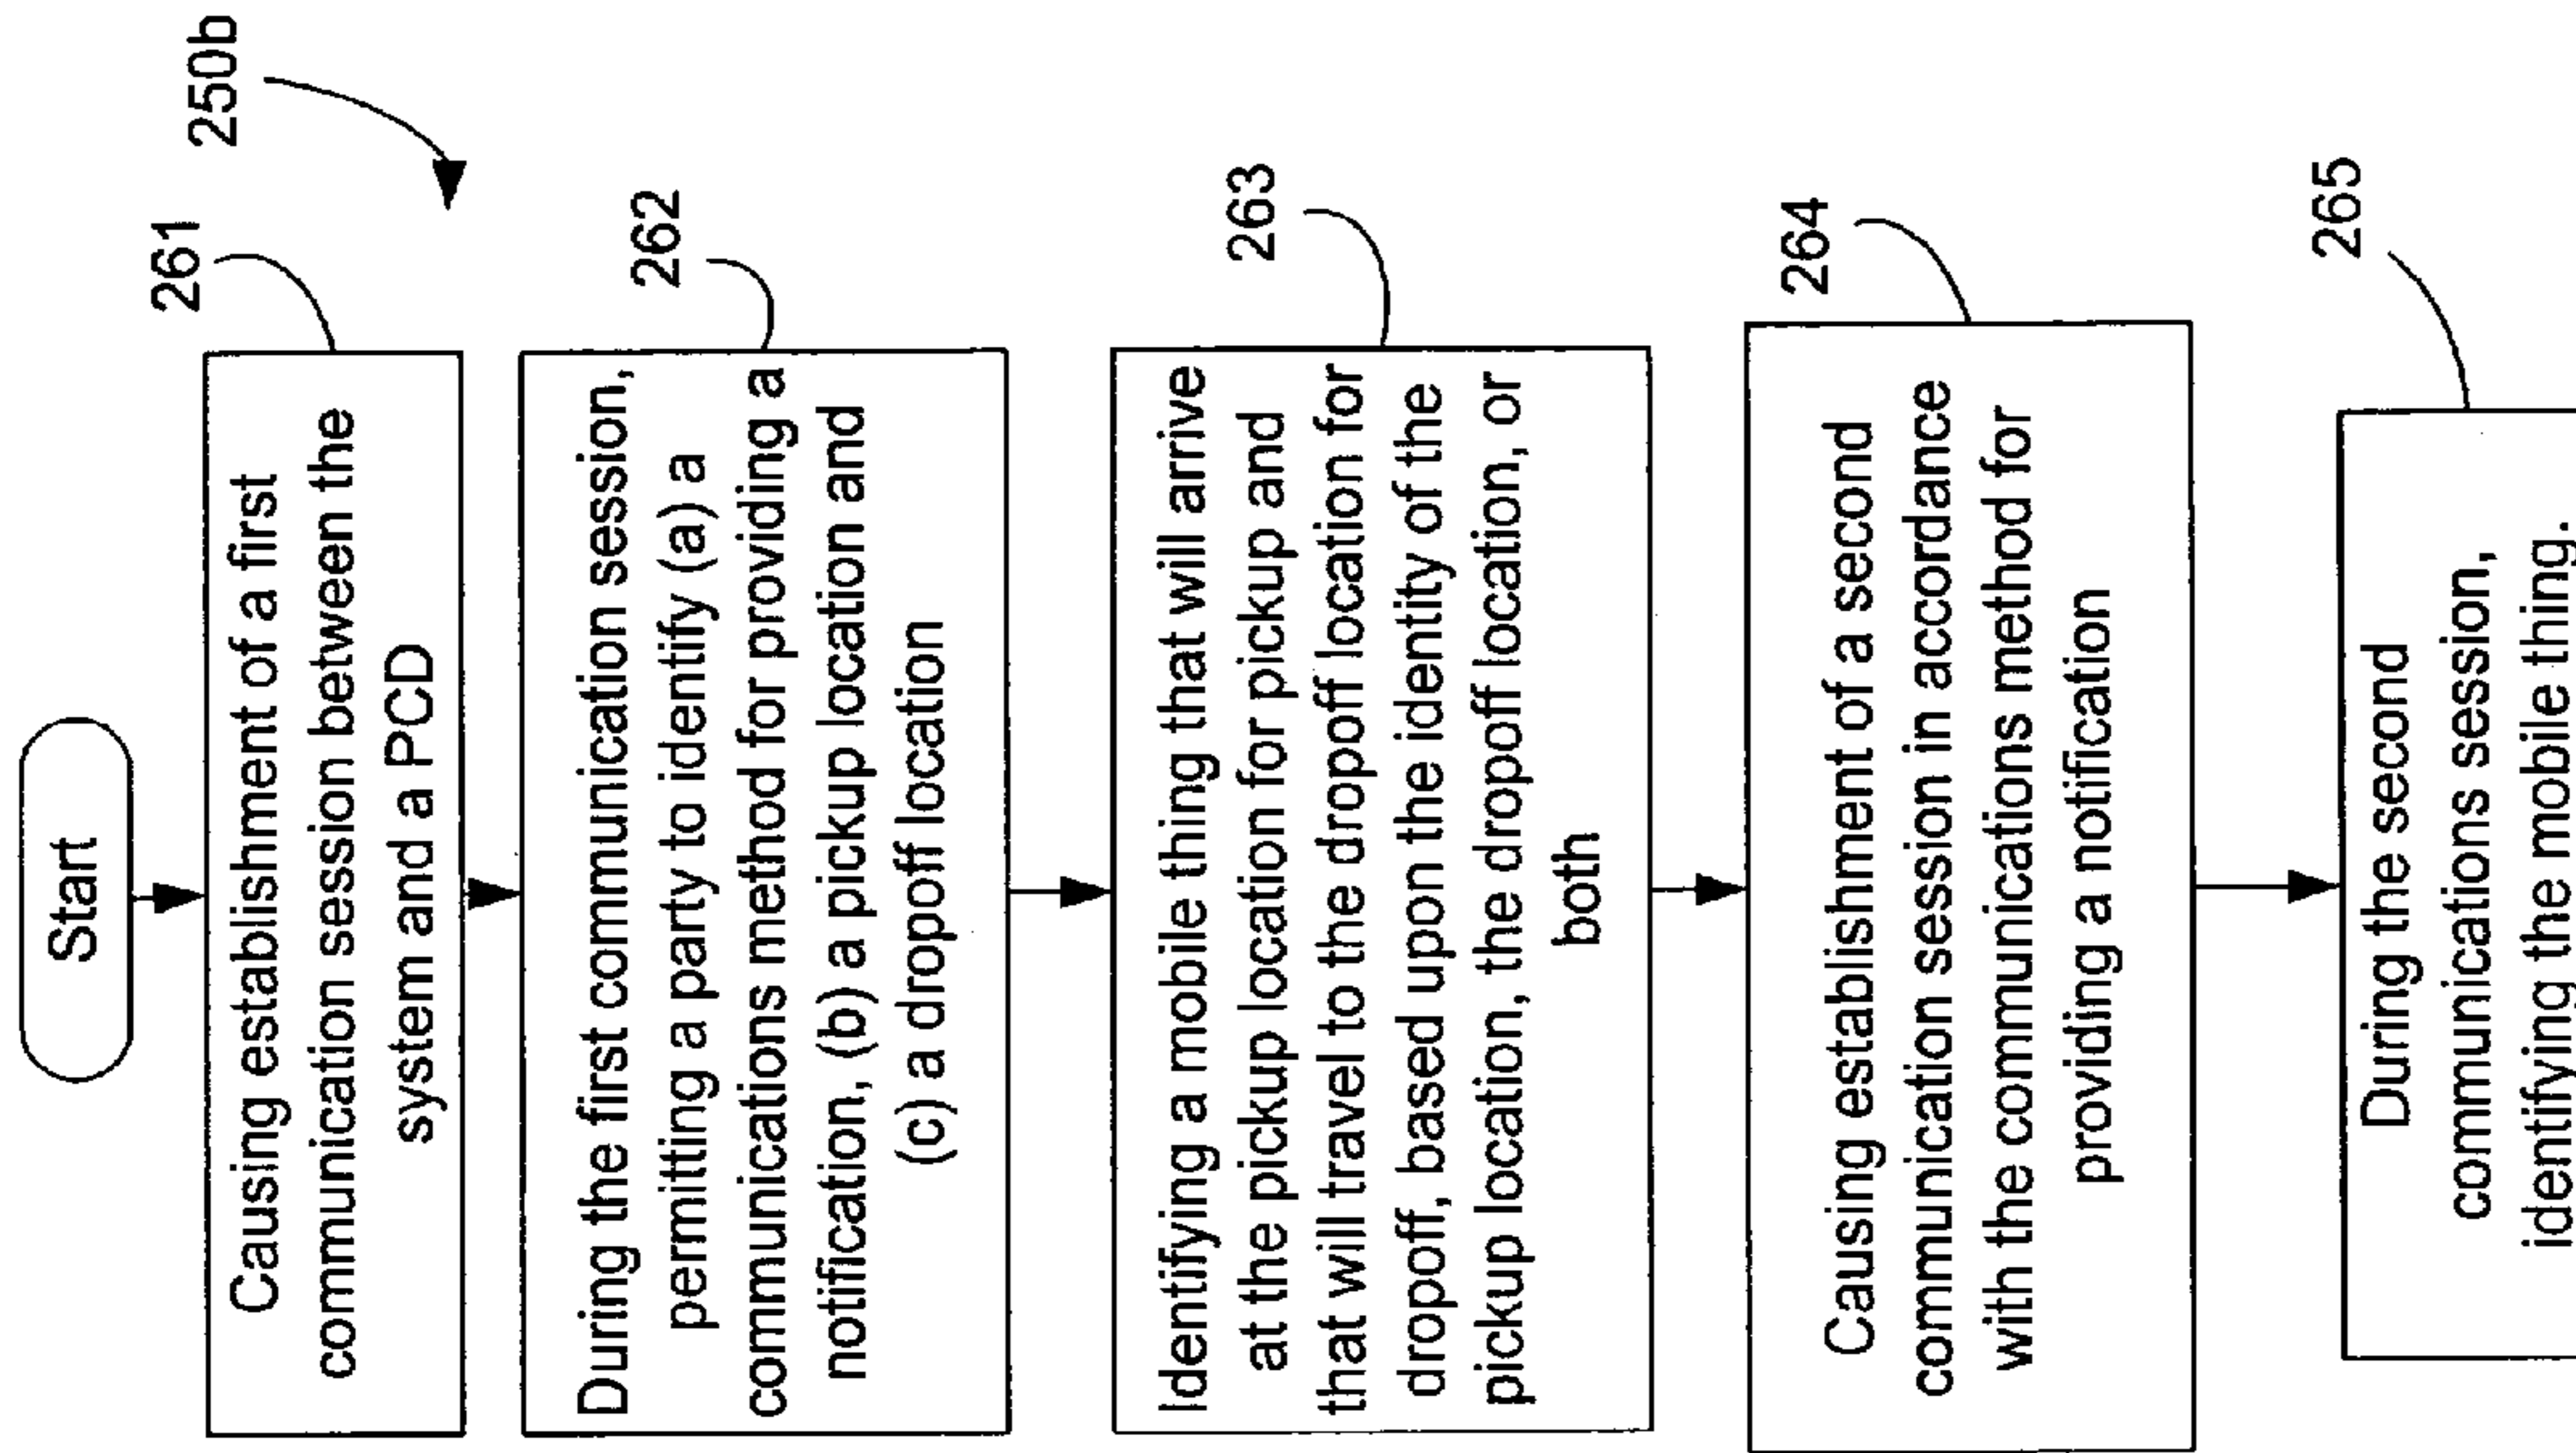 250b
Start
261
Causing establishment of a first
communication session between the
system and a PCD
262
During the first communication session,
permitting a party to identify (a) a
communications method for providing a
notification, (b) a pickup location and
(c) a dropoff location
263
Identifying a mobile thing that will arrive
at the pickup location for pickup and
that will travel to the dropoff location for
dropoff, based upon the identity of the
pickup location, the dropoff location, or
both
264
Causing establishment of a second
communication session in accordance
with the communications method for
providing a notification
265
During the second
communications session,
identifying the mobile thing.